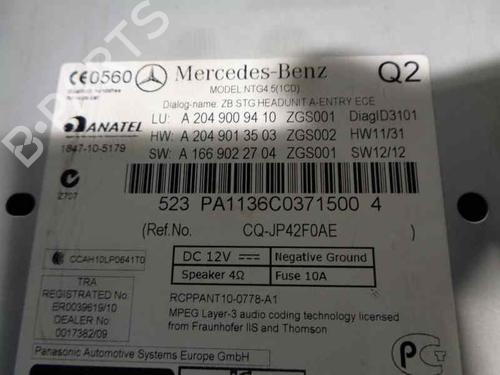 CE0560 Mercedes-Benz Q2
MODEL NTG4.5(1CD)
Dialog-name: ZB STG HEADUNIT A-ENTRY ECE
LU: A 204 900 94 10 ZGS001 DiagID3101
ANATEL HW: A 204 901 35 03 ZGS002 HW11/31
1847-10-5179 SW: A 166 902 27 04 ZGS001 SW12/12
Z707
523 PA1136C0371500 4
(Ref.No. CQ-JP42F0AE )
CCAH10LP0641T0
DC 12V Negative Ground
Speaker 4Ω Fuse 10A
TRA
REGISTRATED No:
ER0039619/10
DEALER No:
0017382/09
RCPPANT10-0778-A1
MPEG Layer-3 audio coding technology licensed
from Fraunhofer IIS and Thomson
Panasonic Automotive Systems Europe GmbH
B-PARTS